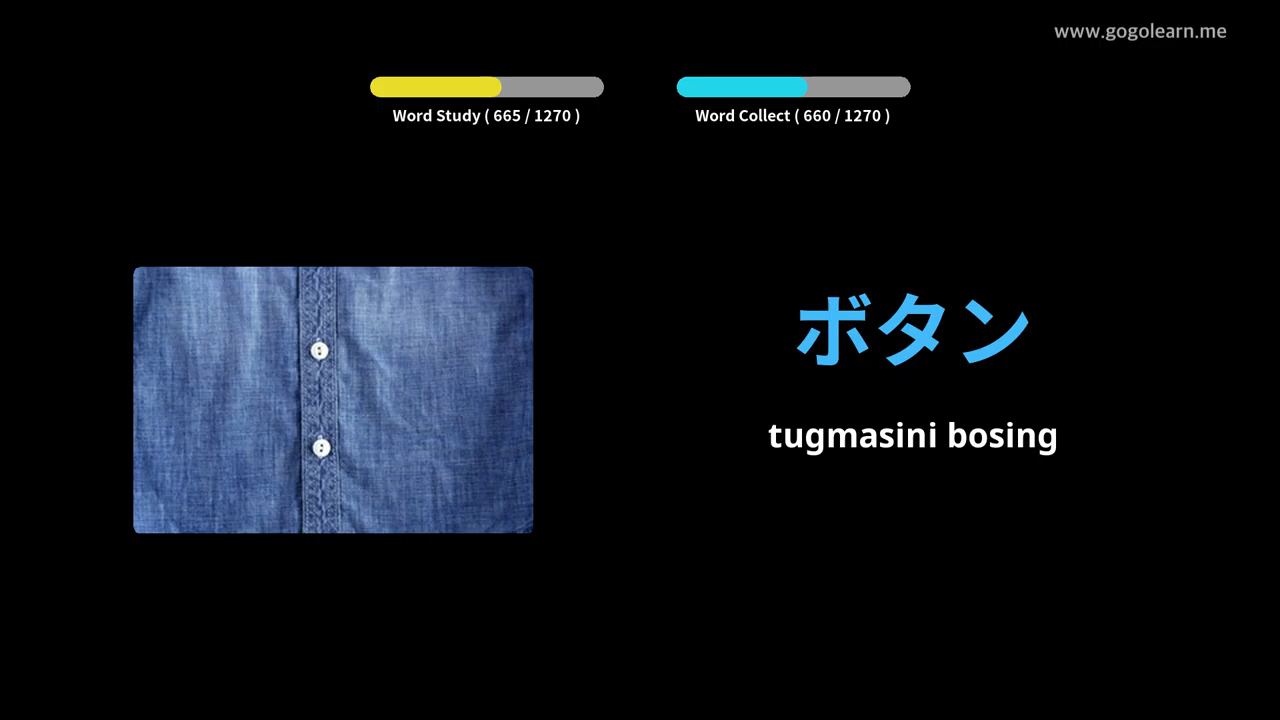 www.gogolearn.me
Word Study ( 665 / 1270 )
Word Collect ( 660 / 1270 )
ボタン
tugmasini bosing